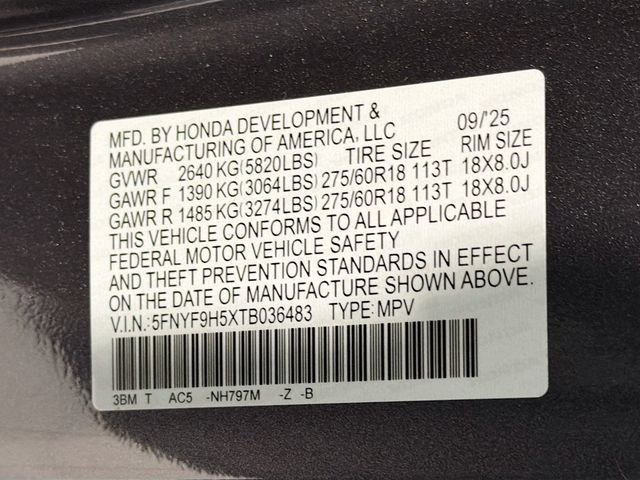 MFD. BY HONDA DEVELOPMENT &
MANUFACTURING OF AMERICA, LLC 09/'25
GVWR 2640 KG(5820LBS) TIRE SIZE RIM SIZE
GAWR F 1390 KG(3064LBS) 275/60R18 113T 18X8.0J
GAWR R 1485 KG(3274LBS) 275/60R18 113T 18X8.0J
THIS VEHICLE CONFORMS TO ALL APPLICABLE
FEDERAL MOTOR VEHICLE SAFETY
AND THEFT PREVENTION STANDARDS IN EFFECT
ON THE DATE OF MANUFACTURE SHOWN ABOVE.
V.I.N.:5FNYF9H5XTB036483 TYPE:MPV
3BM T AC5 -NH797M -Z -B